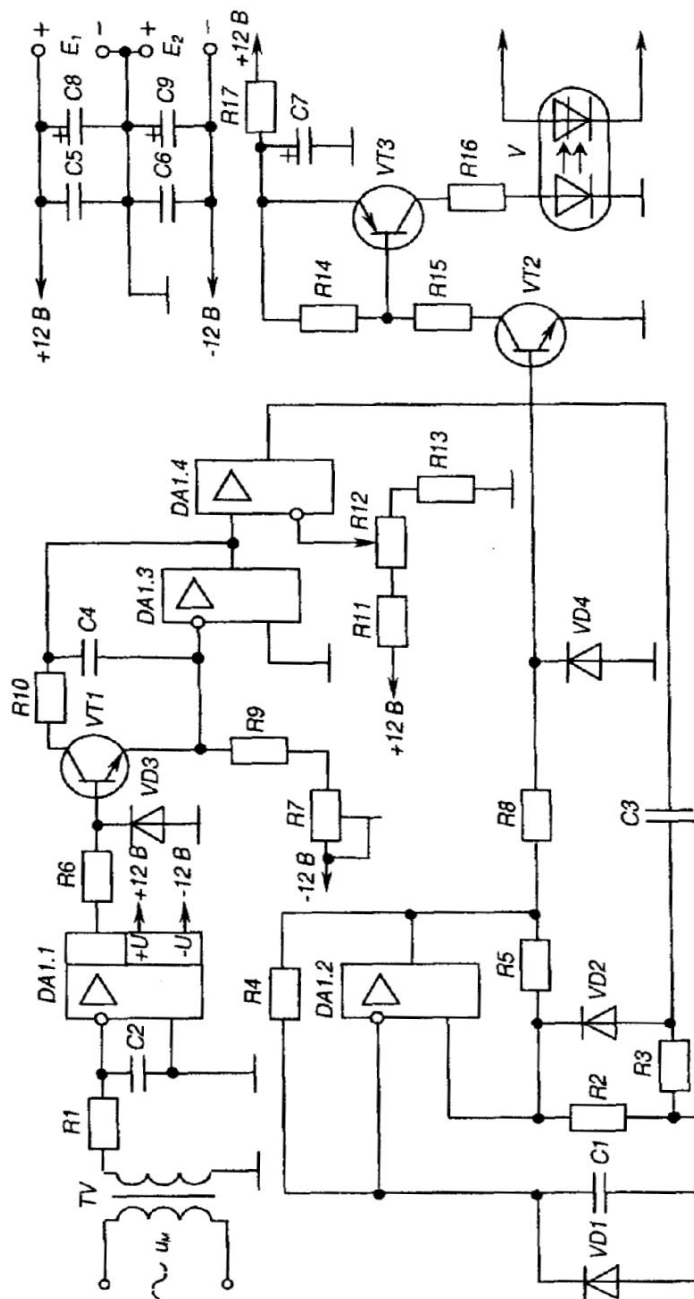 TV
uм
R1
C2
DA1.1
+U
-U
R6
+12 В
-12 В
VD3
VT1
R10
C4
DA1.3
DA1.4
R9
R7
-12 В
+12 В
R11
R12
R13
+12 В
-12 В
C5
C8
C6
C9
+
E1
-
+
E2
-
R4
DA1.2
R5
R8
VD1
C1
R2
R3
VD2
C3
VD4
VT2
R14
R15
VT3
R16
R17
+12 В
C7
V